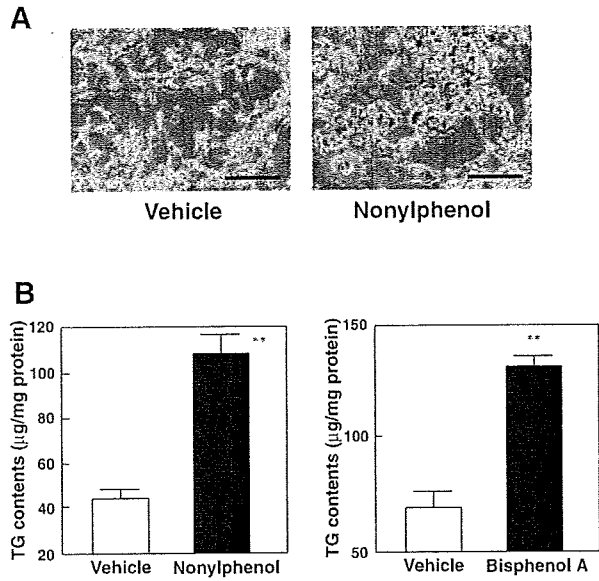 A
Vehicle
Nonylphenol
B
TG contents (µg/mg protein)
120
100
80
60
40
20
Vehicle
Nonylphenol
**
TG contents (µg/mg protein)
150
100
50
Vehicle
Bisphenol A
**